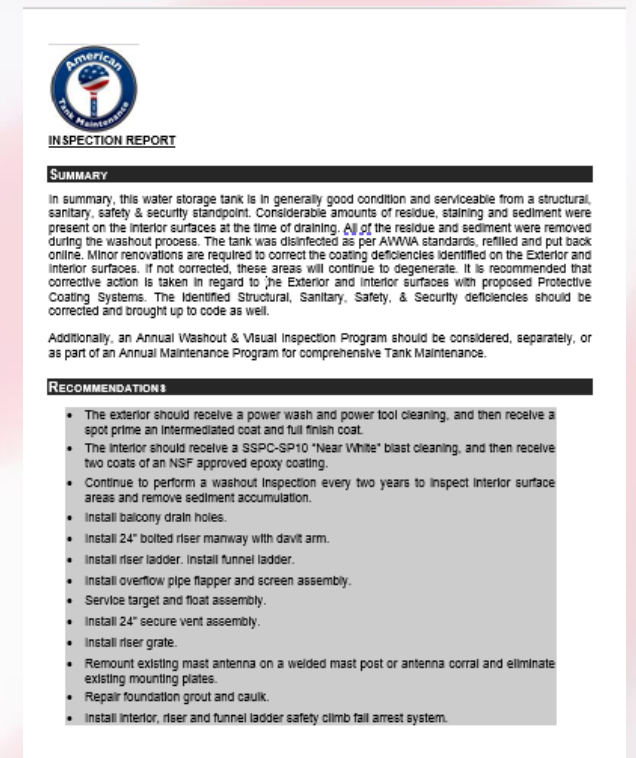 American
Tank Maintenance
INSPECTION REPORT
SUMMARY
In summary, this water storage tank is in generally good condition and serviceable from a structural,
sanitary, safety & security standpoint. Considerable amounts of residue, staining and sediment were
present on the interior surfaces at the time of draining. All of the residue and sediment were removed
during the washout process. The tank was disinfected as per AWWA standards, refilled and put back
online. Minor renovations are required to correct the coating deficiencies identified on the Exterior and
Interior surfaces. If not corrected, these areas will continue to degenerate. It is recommended that
corrective action is taken in regard to the Exterior and Interior surfaces with proposed Protective
Coating Systems. The Identified Structural, Sanitary, Safety, & Security deficiencies should be
corrected and brought up to code as well.
Additionally, an Annual Washout & Visual Inspection Program should be considered, separately, or
as part of an Annual Maintenance Program for comprehensive Tank Maintenance.
RECOMMENDATIONS
• The exterior should receive a power wash and power tool cleaning, and then receive a
spot prime an intermediated coat and full finish coat.
• The interior should receive a SSPC-SP10 "Near White" blast cleaning, and then receive
two coats of an NSF approved epoxy coating.
• Continue to perform a washout inspection every two years to inspect interior surface
areas and remove sediment accumulation.
• Install balcony drain holes.
• Install 24" bolted riser manway with davit arm.
• Install riser ladder. Install funnel ladder.
• Install overflow pipe flapper and screen assembly.
• Service target and float assembly.
• Install 24" secure vent assembly.
• Install riser grate.
• Remount existing mast antenna on a welded mast post or antenna corral and eliminate
existing mounting plates.
• Repair foundation grout and caulk.
• Install interior, riser and funnel ladder safety climb fall arrest system.